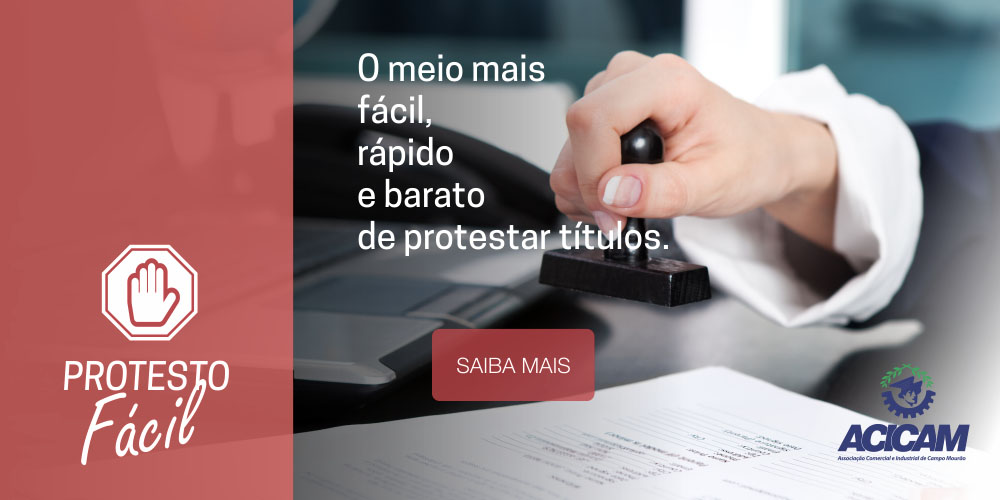 O meio mais
fácil,
rápido
e barato
de protestar títulos.
PROTESTO
Fácil
SAIBA MAIS
ACICAM
Associação Comercial e Industrial de Campo Mourão